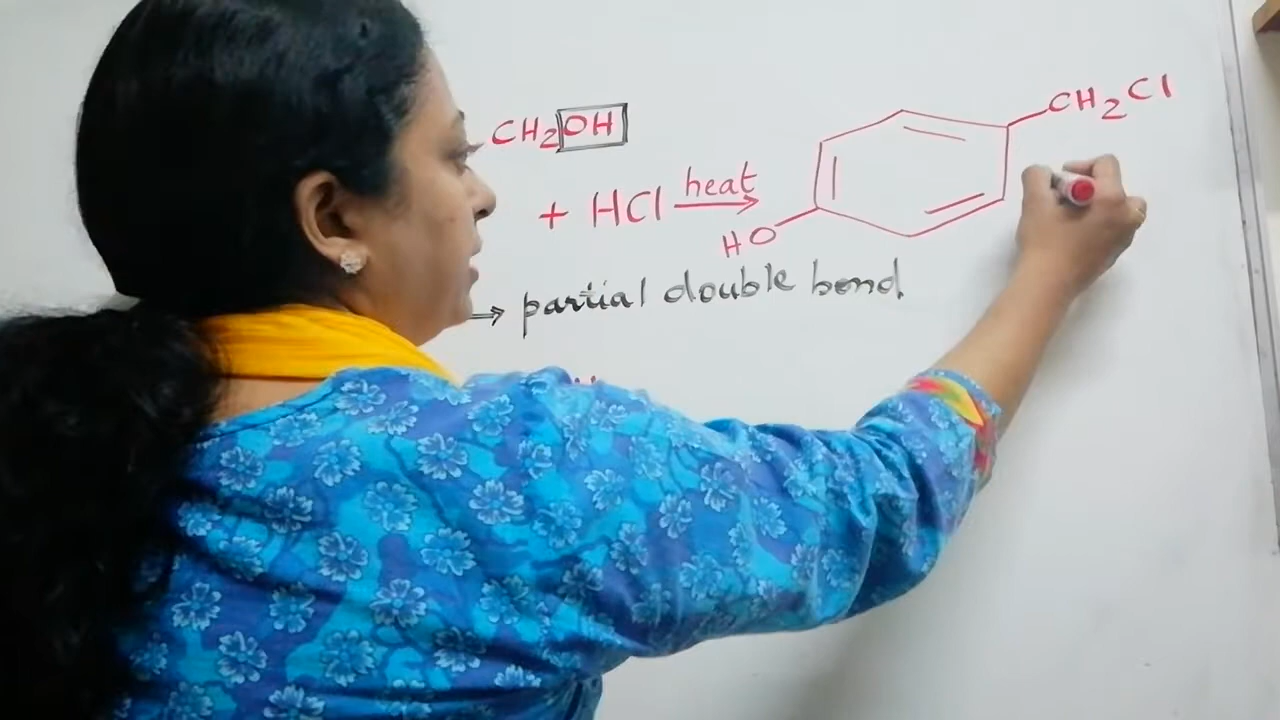 CH2OH
CH2Cl
+ HCl heat
HO
→ partial double bond